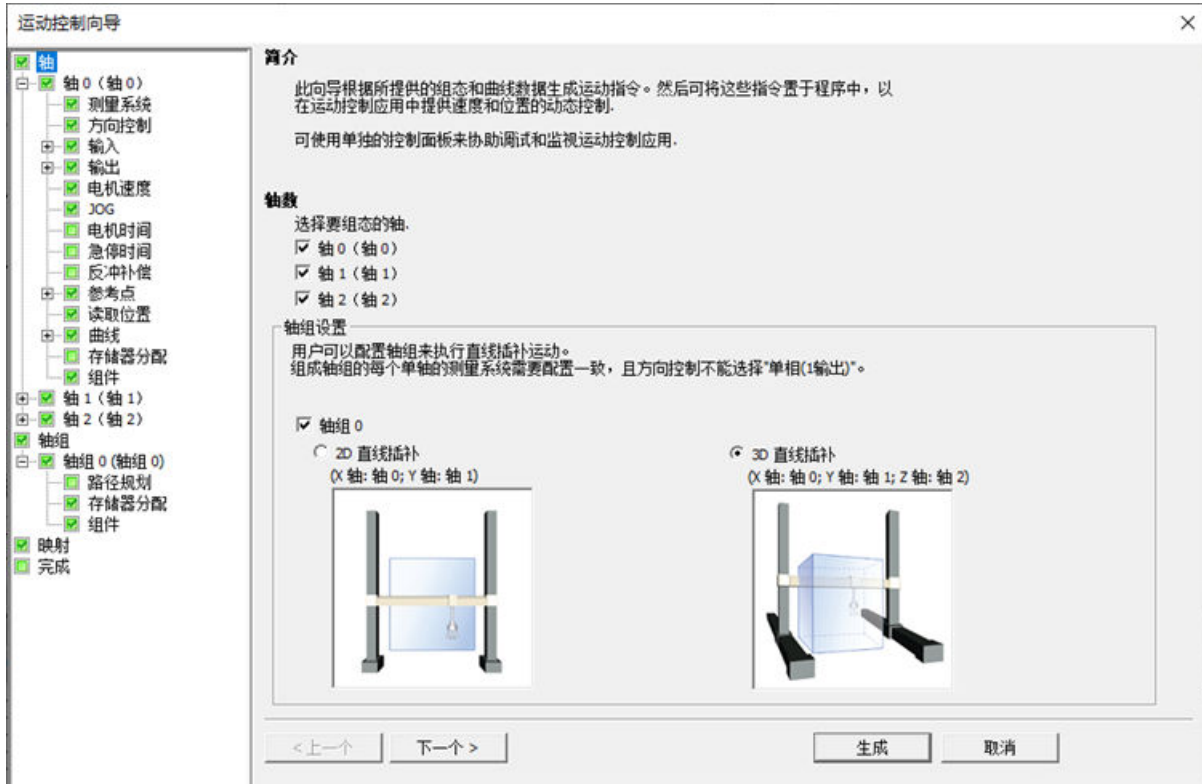 运动控制向导
轴
轴 0（轴 0）
测量系统
方向控制
输入
输出
电机速度
JOG
电机时间
急停时间
反冲补偿
参考点
读取位置
曲线
存储器分配
组件
轴 1（轴 1）
轴 2（轴 2）
轴组
轴组 0 (轴组 0)
路径规划
存储器分配
组件
映射
完成
简介
此向导根据所提供的组态和曲线数据生成运动指令。然后可将这些指令置于程序中，以
在运动控制应用中提供速度和位置的动态控制.
可使用单独的控制面板来协助调试和监视运动控制应用.
轴数
选择要组态的轴.
轴 0（轴 0）
轴 1（轴 1）
轴 2（轴 2）
轴组设置
用户可以配置轴组来执行直线插补运动。
组成轴组的每个单轴的测量系统需要配置一致，且方向控制不能选择"单相(1输出)"。
轴组 0
2D 直线插补
(X 轴: 轴 0; Y 轴: 轴 1)
3D 直线插补
(X 轴: 轴 0; Y 轴: 轴 1; Z 轴: 轴 2)
<上一个
下一个 >
生成
取消